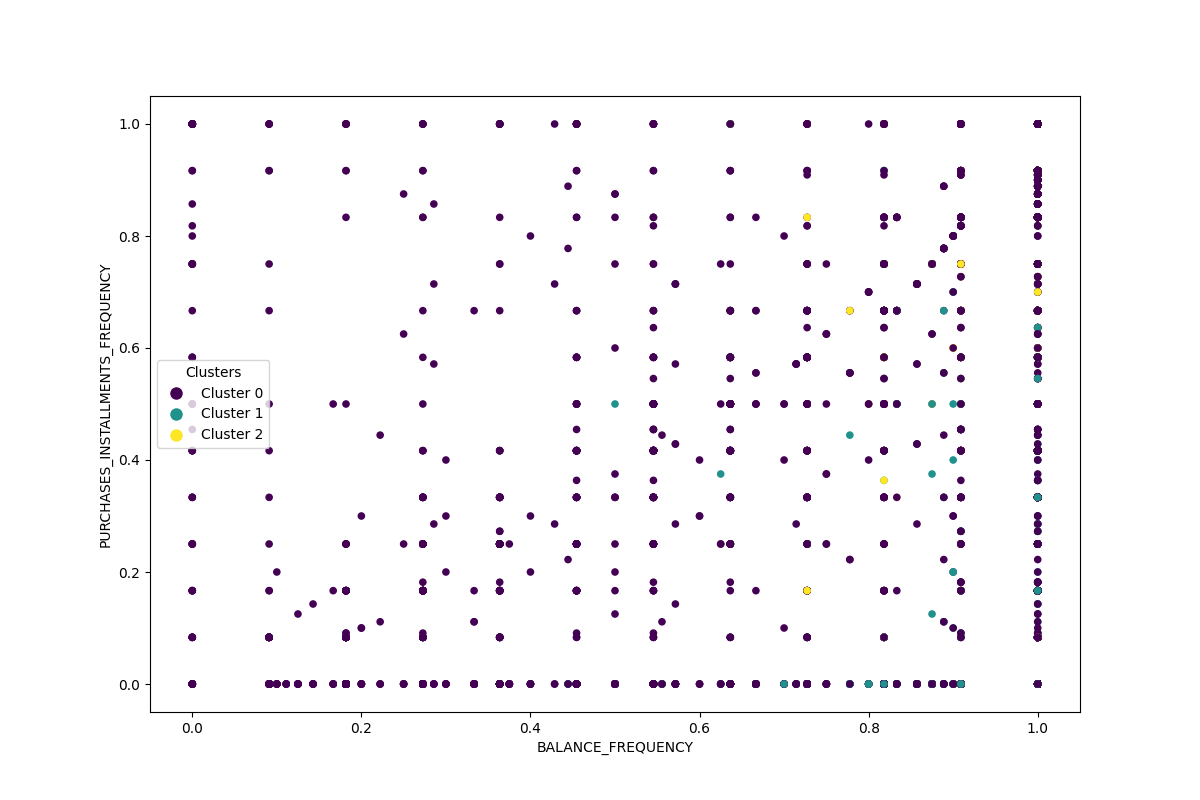 1.0
0.8
0.6
0.4
0.2
0.0
PURCHASES_INSTALLMENTS_FREQUENCY
Clusters
Cluster 0
Cluster 1
Cluster 2
0.0 0.2 0.4 0.6 0.8 1.0
BALANCE_FREQUENCY